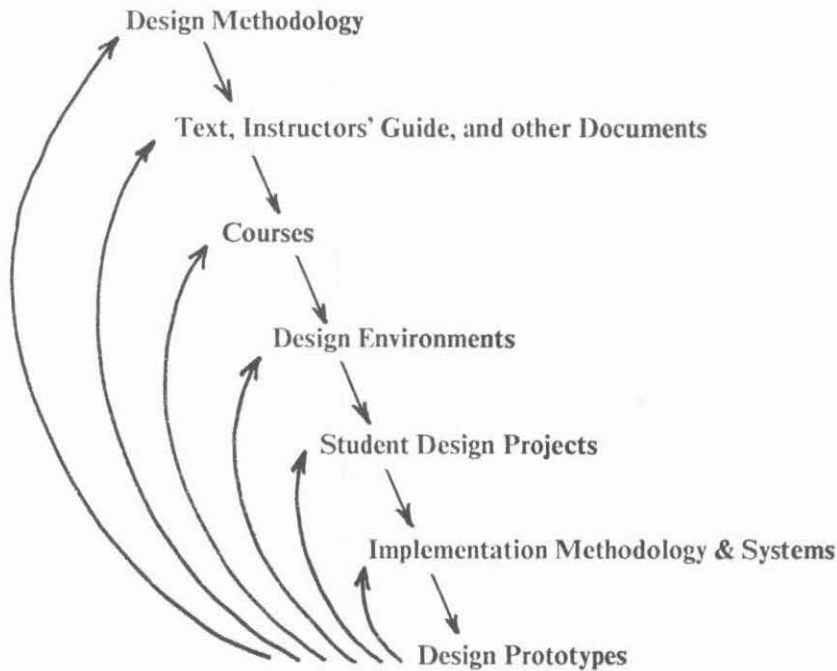 Design Methodology
Text, Instructors' Guide, and other Documents
Courses
Design Environments
Student Design Projects
Implementation Methodology & Systems
Design Prototypes